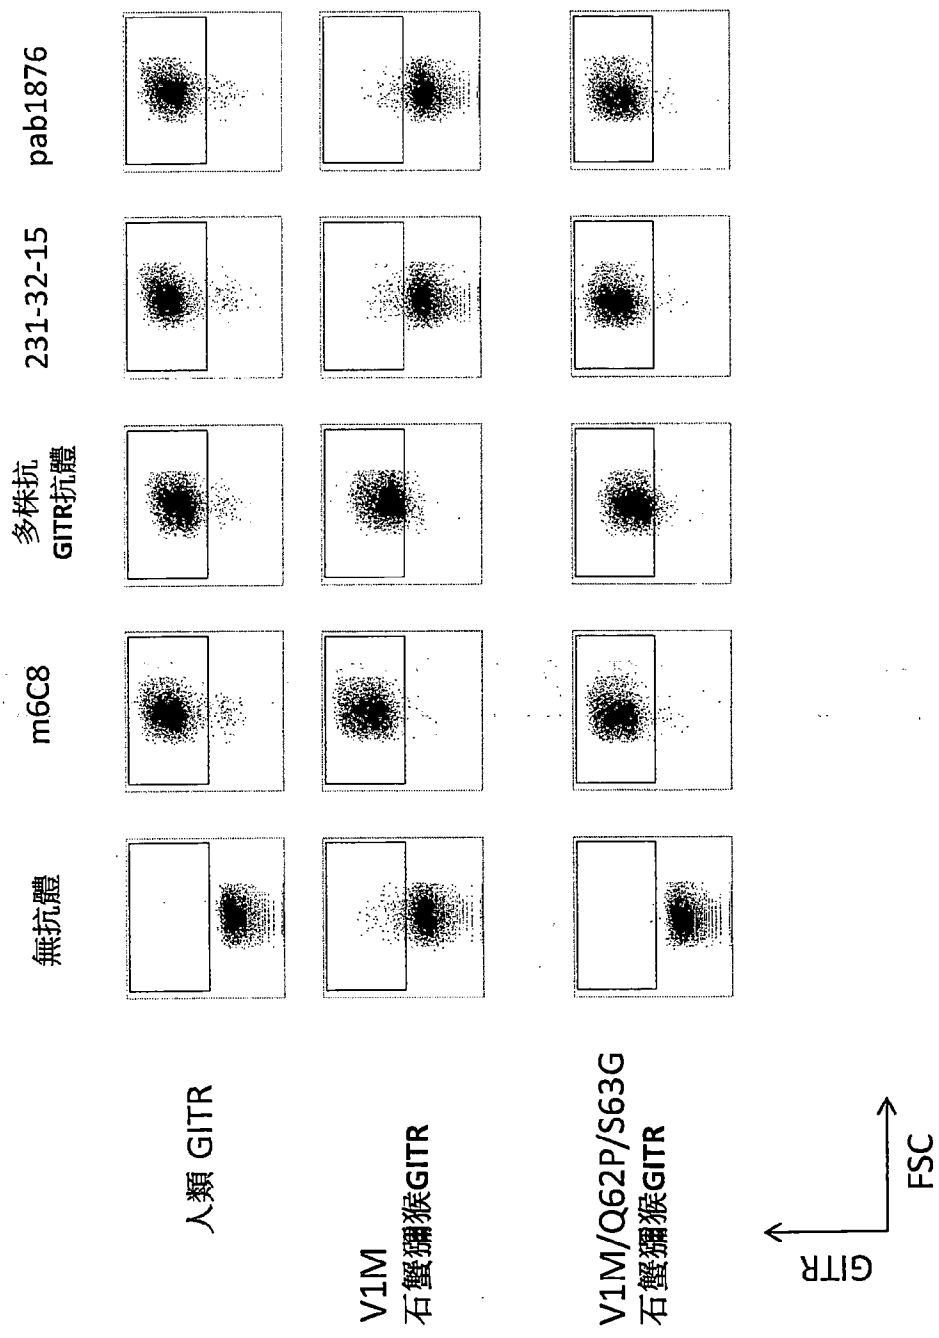 無抗體
m6C8
多株抗
GITR抗體
231-32-15
pab1876
人類 GITR
V1M
石蟹獼猴GITR
V1M/Q62P/S63G
石蟹獼猴GITR
GITR
FSC